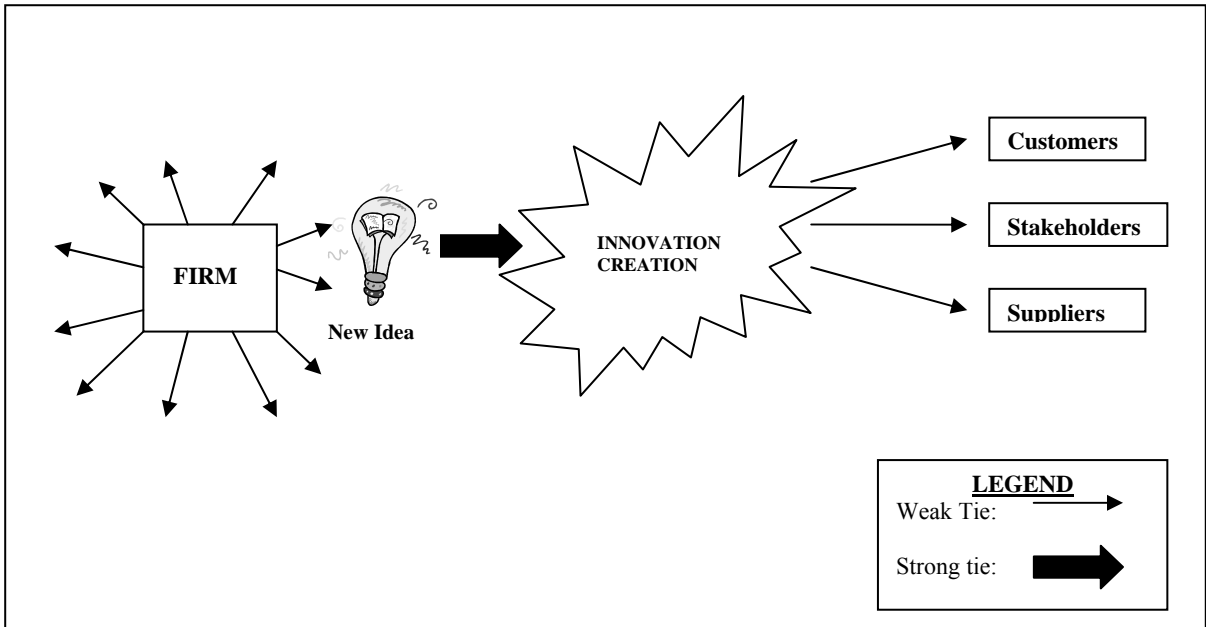 FIRM
New Idea
INNOVATION
CREATION
Customers
Stakeholders
Suppliers
LEGEND
Weak Tie:
Strong tie: